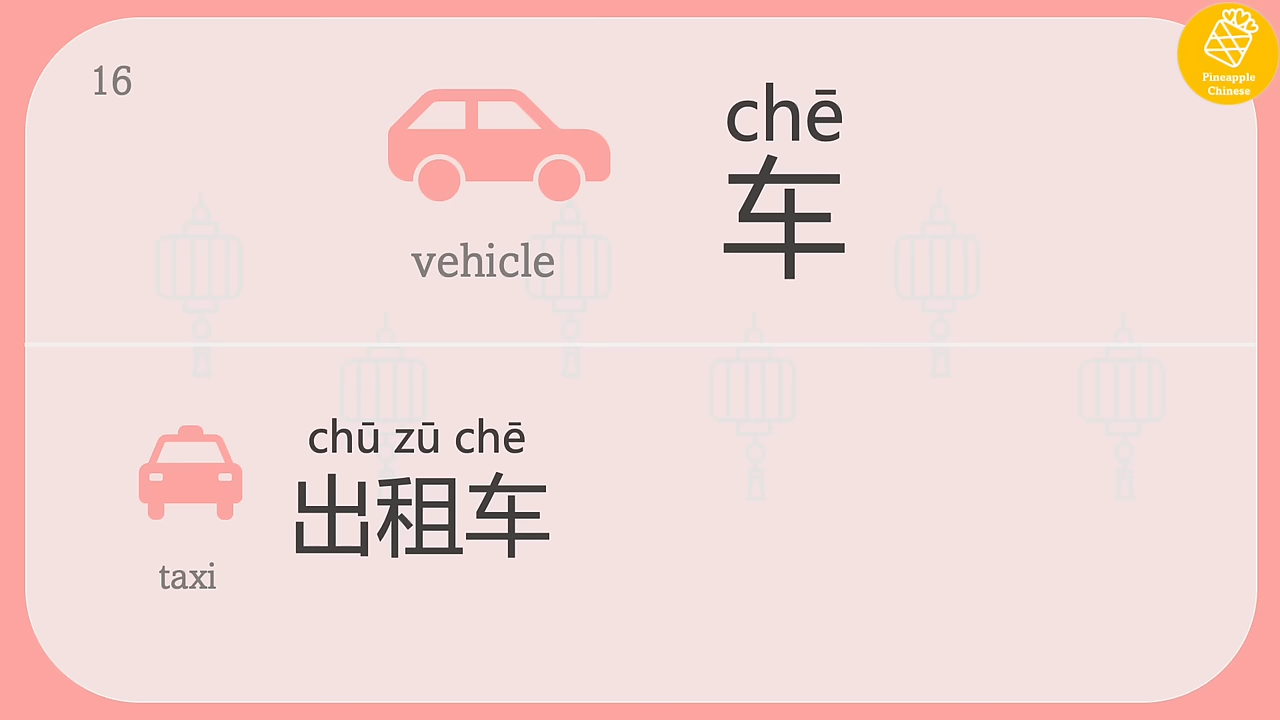 16
Pineapple
Chinese
chē
车
vehicle
chū zū chē
出租车
taxi